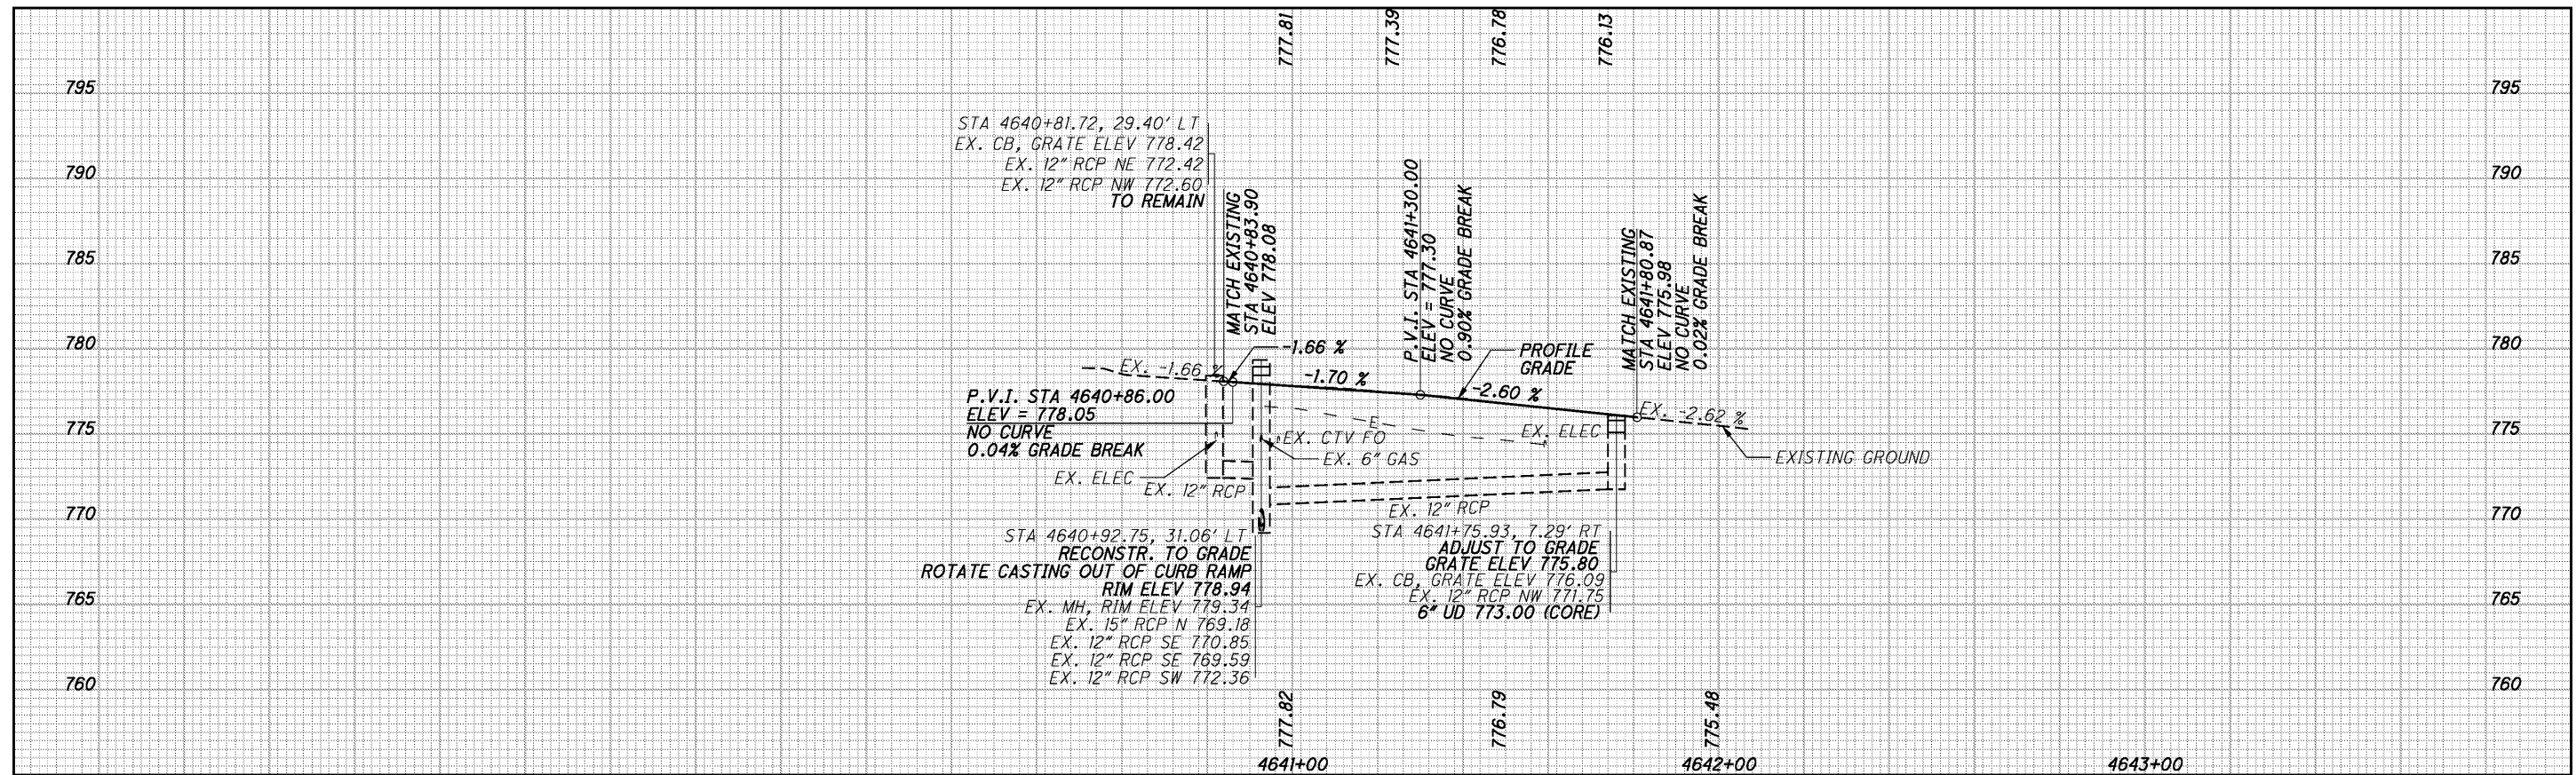 777.81
777.39
776.78
776.13
795
795
790
790
785
785
780
780
775
775
770
770
765
765
760
760
STA 4640+81.72, 29.40' LT
EX. CB, GRATE ELEV 778.42
EX. 12" RCP NE 772.42
EX. 12" RCP NW 772.60
TO REMAIN
MATCH EXISTING
STA 4640+83.90
ELEV 778.08
P.V.I. STA 4641+30.00
ELEV = 777.30
NO CURVE
0.90% GRADE BREAK
MATCH EXISTING
STA 4641+80.87
ELEV 775.98
NO CURVE
0.02% GRADE BREAK
-1.66 %
PROFILE
GRADE
EX. -1.66 %
-1.70 %
-2.60 %
EX. -2.62 %
P.V.I. STA 4640+86.00
ELEV = 778.05
NO CURVE
0.04% GRADE BREAK
E
EX. ELEC
EX. CTV FO
EX. 6" GAS
EXISTING GROUND
EX. ELEC
EX. 12" RCP
EX. 12" RCP
STA 4640+92.75, 31.06' LT
RECONSTR. TO GRADE
ROTATE CASTING OUT OF CURB RAMP
RIM ELEV 778.94
EX. MH, RIM ELEV 779.34
EX. 15" RCP N 769.18
EX. 12" RCP SE 770.85
EX. 12" RCP SE 769.59
EX. 12" RCP SW 772.36
STA 4641+75.93, 7.29' RT
ADJUST TO GRADE
GRATE ELEV 775.80
EX. CB, GRATE ELEV 776.09
EX. 12" RCP NW 771.75
6" UD 773.00 (CORE)
777.82
776.79
775.48
4641+00
4642+00
4643+00